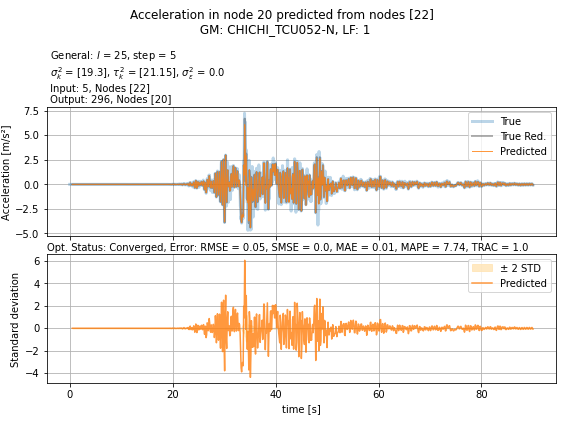 Acceleration in node 20 predicted from nodes [22]
GM: CHICHI_TCU052-N, LF: 1
General: l = 25, step = 5
σ²ₖ = [19.3], τ²ₖ = [21.15], σ²ε = 0.0
Input: 5, Nodes [22]
Output: 296, Nodes [20]
7.5
5.0
2.5
0.0
−2.5
−5.0
Acceleration [m/s²]
True
True Red.
Predicted
Opt. Status: Converged, Error: RMSE = 0.05, SMSE = 0.0, MAE = 0.01, MAPE = 7.74, TRAC = 1.0
6
4
2
0
−2
−4
Standard deviation
± 2 STD
Predicted
0
20
40
60
80
time [s]